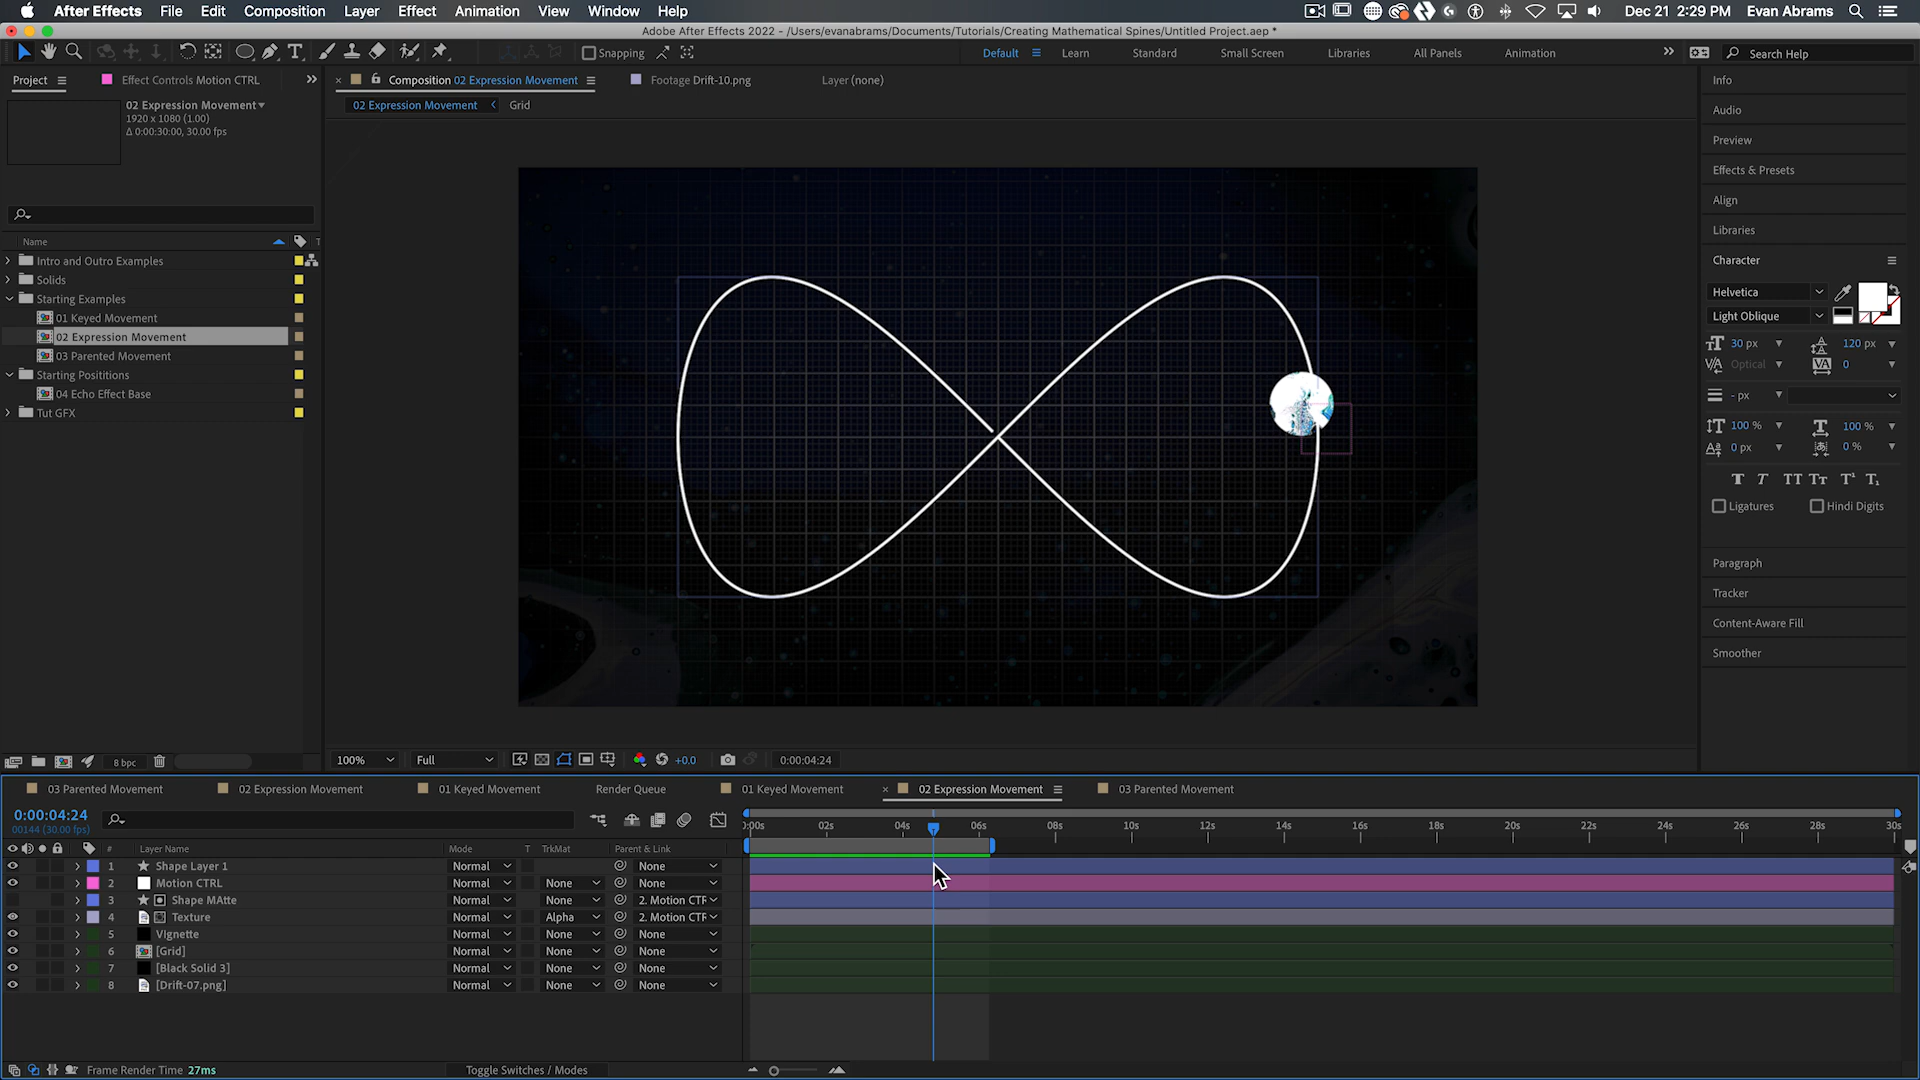 After Effects File Edit Composition Layer Effect Animation View Window Help Dec 21 2:29 PM Evan Abrams
Adobe After Effects 2022 - /Users/evanabrams/Documents/Tutorials/Creating Mathematical Spines/Untitled Project.aep *
Snapping Default Learn Standard Small Screen Libraries All Panels Animation Search Help
Project Effect Controls Motion CTRL Composition 02 Expression Movement Footage Drift-10.png Layer (none) Info
02 Expression Movement 02 Expression Movement Grid
1920 x 1080 (1.00)
Δ 0:00:30:00, 30.00 fps
Audio
Preview
Effects & Presets
Align
Libraries
Name T
Intro and Outro Examples
Solids
Starting Examples
01 Keyed Movement
02 Expression Movement
03 Parented Movement
Starting Posititions
04 Echo Effect Base
Tut GFX
Character
Helvetica
Light Oblique
30 px 120 px
Optical 0
- px
100 % 100 %
0 px 0 %
T T TT Tт T¹ T₁
Ligatures Hindi Digits
Paragraph
Tracker
Content-Aware Fill
Smoother
8 bpc 100% Full +0.0 0:00:04:24
03 Parented Movement 02 Expression Movement 01 Keyed Movement Render Queue 01 Keyed Movement 02 Expression Movement 03 Parented Movement
0:00:04:24
00144 (30.00 fps)
):00s 02s 04s 06s 08s 10s 12s 14s 16s 18s 20s 22s 24s 26s 28s 30s
# Layer Name Mode T TrkMat Parent & Link
1 Shape Layer 1 Normal None
2 Motion CTRL Normal None None
3 Shape MAtte Normal None 2. Motion CTF
4 Texture Normal Alpha 2. Motion CTF
5 VIgnette Normal None None
6 [Grid] Normal None None
7 [Black Solid 3] Normal None None
8 [Drift-07.png] Normal None None
Frame Render Time 27ms Toggle Switches / Modes